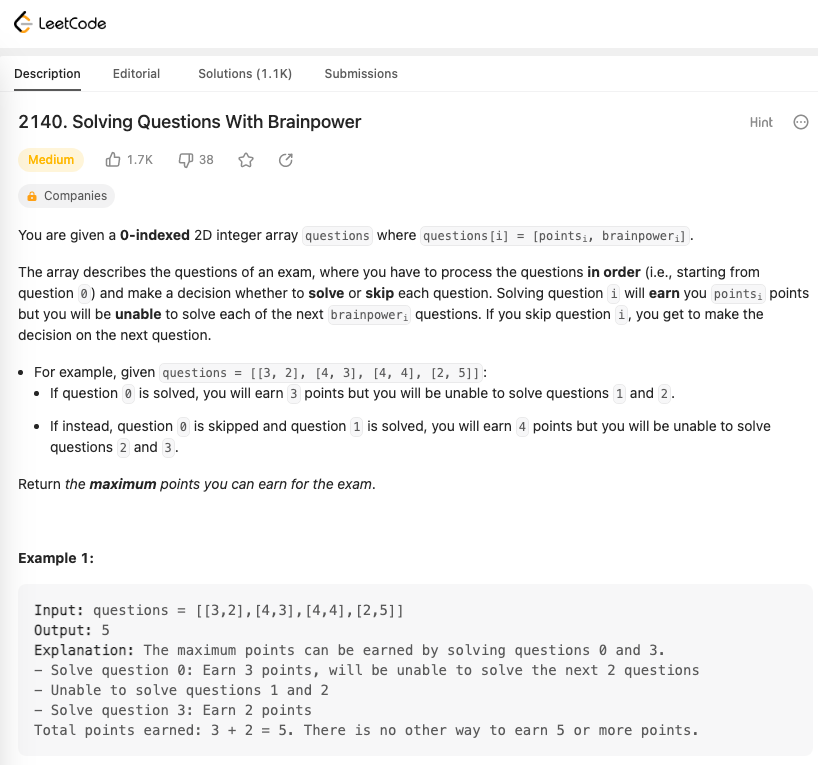 LeetCode
Description Editorial Solutions (1.1K) Submissions
2140. Solving Questions With Brainpower Hint
Medium 1.7K 38
Companies
You are given a 0-indexed 2D integer array questions where questions[i] = [pointsi, brainpoweri].
The array describes the questions of an exam, where you have to process the questions in order (i.e., starting from
question 0) and make a decision whether to solve or skip each question. Solving question i will earn you pointsi points
but you will be unable to solve each of the next brainpoweri questions. If you skip question i, you get to make the
decision on the next question.
• For example, given questions = [[3, 2], [4, 3], [4, 4], [2, 5]]:
• If question 0 is solved, you will earn 3 points but you will be unable to solve questions 1 and 2.
• If instead, question 0 is skipped and question 1 is solved, you will earn 4 points but you will be unable to solve
questions 2 and 3.
Return the maximum points you can earn for the exam.
Example 1:
Input: questions = [[3,2],[4,3],[4,4],[2,5]]
Output: 5
Explanation: The maximum points can be earned by solving questions 0 and 3.
- Solve question 0: Earn 3 points, will be unable to solve the next 2 questions
- Unable to solve questions 1 and 2
- Solve question 3: Earn 2 points
Total points earned: 3 + 2 = 5. There is no other way to earn 5 or more points.